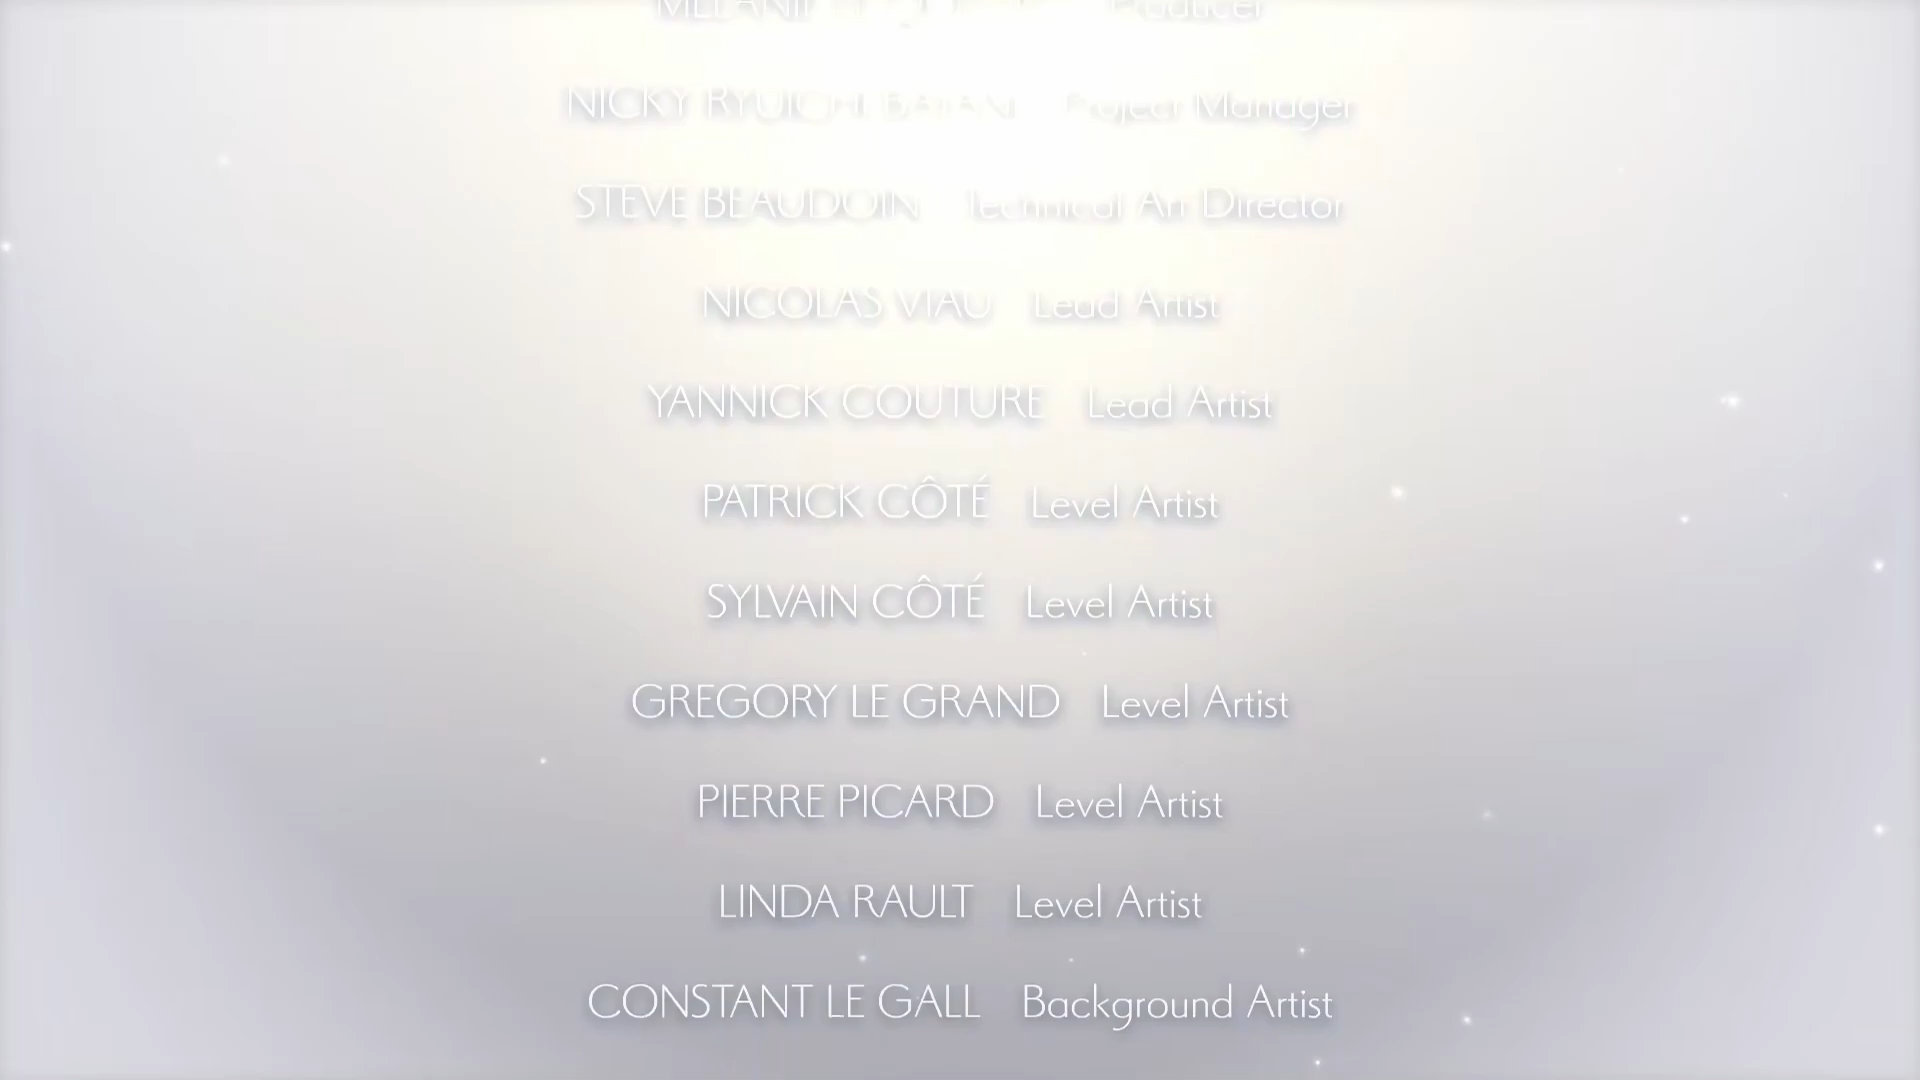 Producer
NICKY RYUICHI Project Manager
STEVE BEAUDOIN Technical Art Director
NICOLAS VIAU Lead Artist
YANNICK COUTURE Lead Artist
PATRICK CÔTÉ Level Artist
SYLVAIN CÔTÉ Level Artist
GREGORY LE GRAND Level Artist
PIERRE PICARD Level Artist
LINDA RAULT Level Artist
CONSTANT LE GALL Background Artist